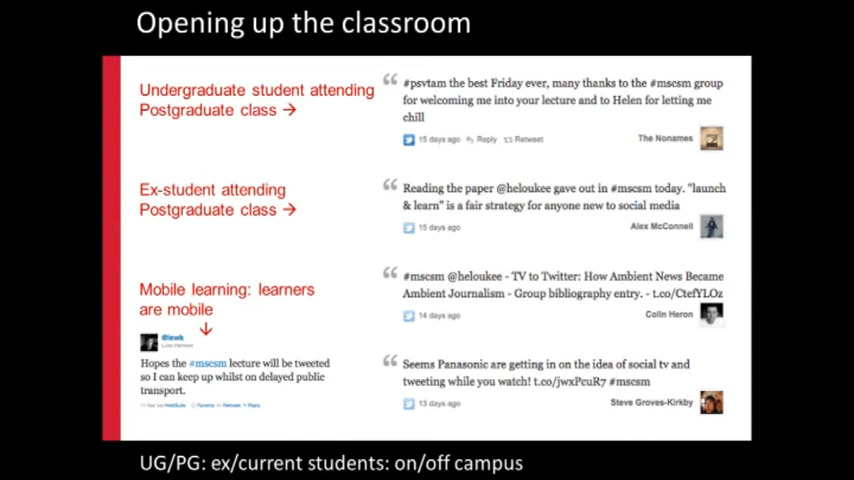 Opening up the classroom
Undergraduate student attending
Postgraduate class →
#psvtam the best Friday ever, many thanks to the #mscsm group
for welcoming me into your lecture and to Helen for letting me
chill
15 days ago Reply Retweet
The Nonames
Ex-student attending
Postgraduate class →
Reading the paper @heloukee gave out in #mscsm today. "launch
& learn" is a fair strategy for anyone new to social media
15 days ago
Alex McConnell
#mscsm @heloukee - TV to Twitter: How Ambient News Became
Ambient Journalism - Group bibliography entry. - t.co/CtefYLOz
14 days ago
Colin Heron
Mobile learning: learners
are mobile
↓
Hopes the #mscsm lecture will be tweeted
so I can keep up whilst on delayed public
transport.
Favorite Retweet Reply
Seems Panasonic are getting in on the idea of social tv and
tweeting while you watch! t.co/jwxPcuR7 #mscsm
13 days ago
Steve Groves-Kirkby
UG/PG: ex/current students: on/off campus